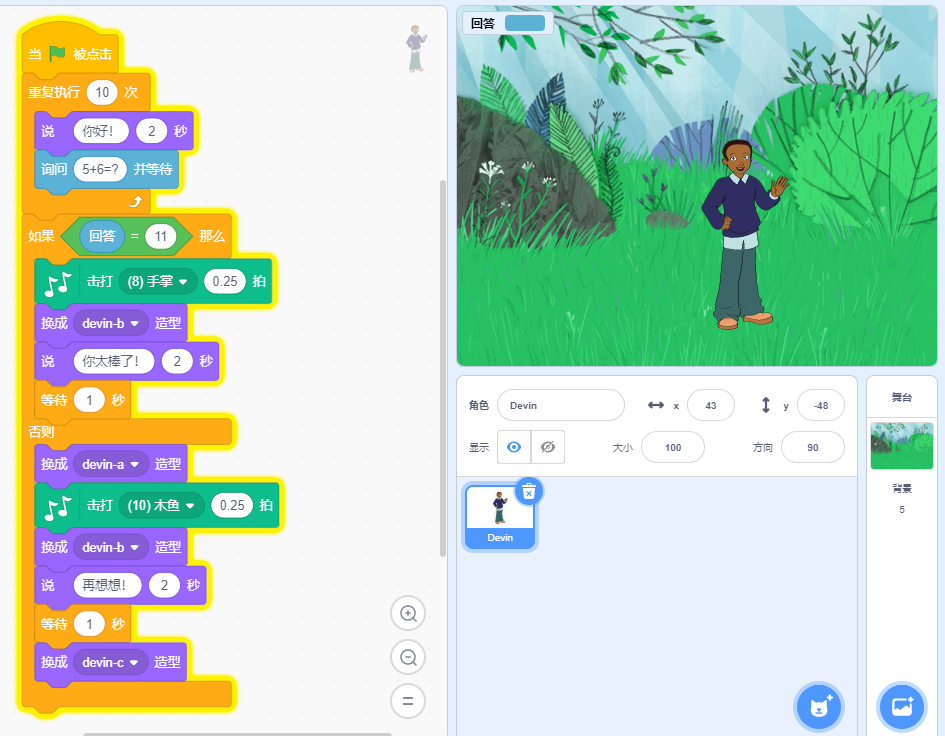 当 被点击
重复执行 10 次
说 你好! 2 秒
询问 5+6=? 并等待
如果 回答 = 11 那么
击打 (8) 手掌 0.25 拍
换成 devin-b 造型
说 你太棒了! 2 秒
等待 1 秒
否则
换成 devin-a 造型
击打 (10) 木鱼 0.25 拍
换成 devin-b 造型
说 再想想! 2 秒
等待 1 秒
换成 devin-c 造型
回答
角色 Devin x 43 y -48
显示 大小 100 方向 90
Devin
舞台
背景
5